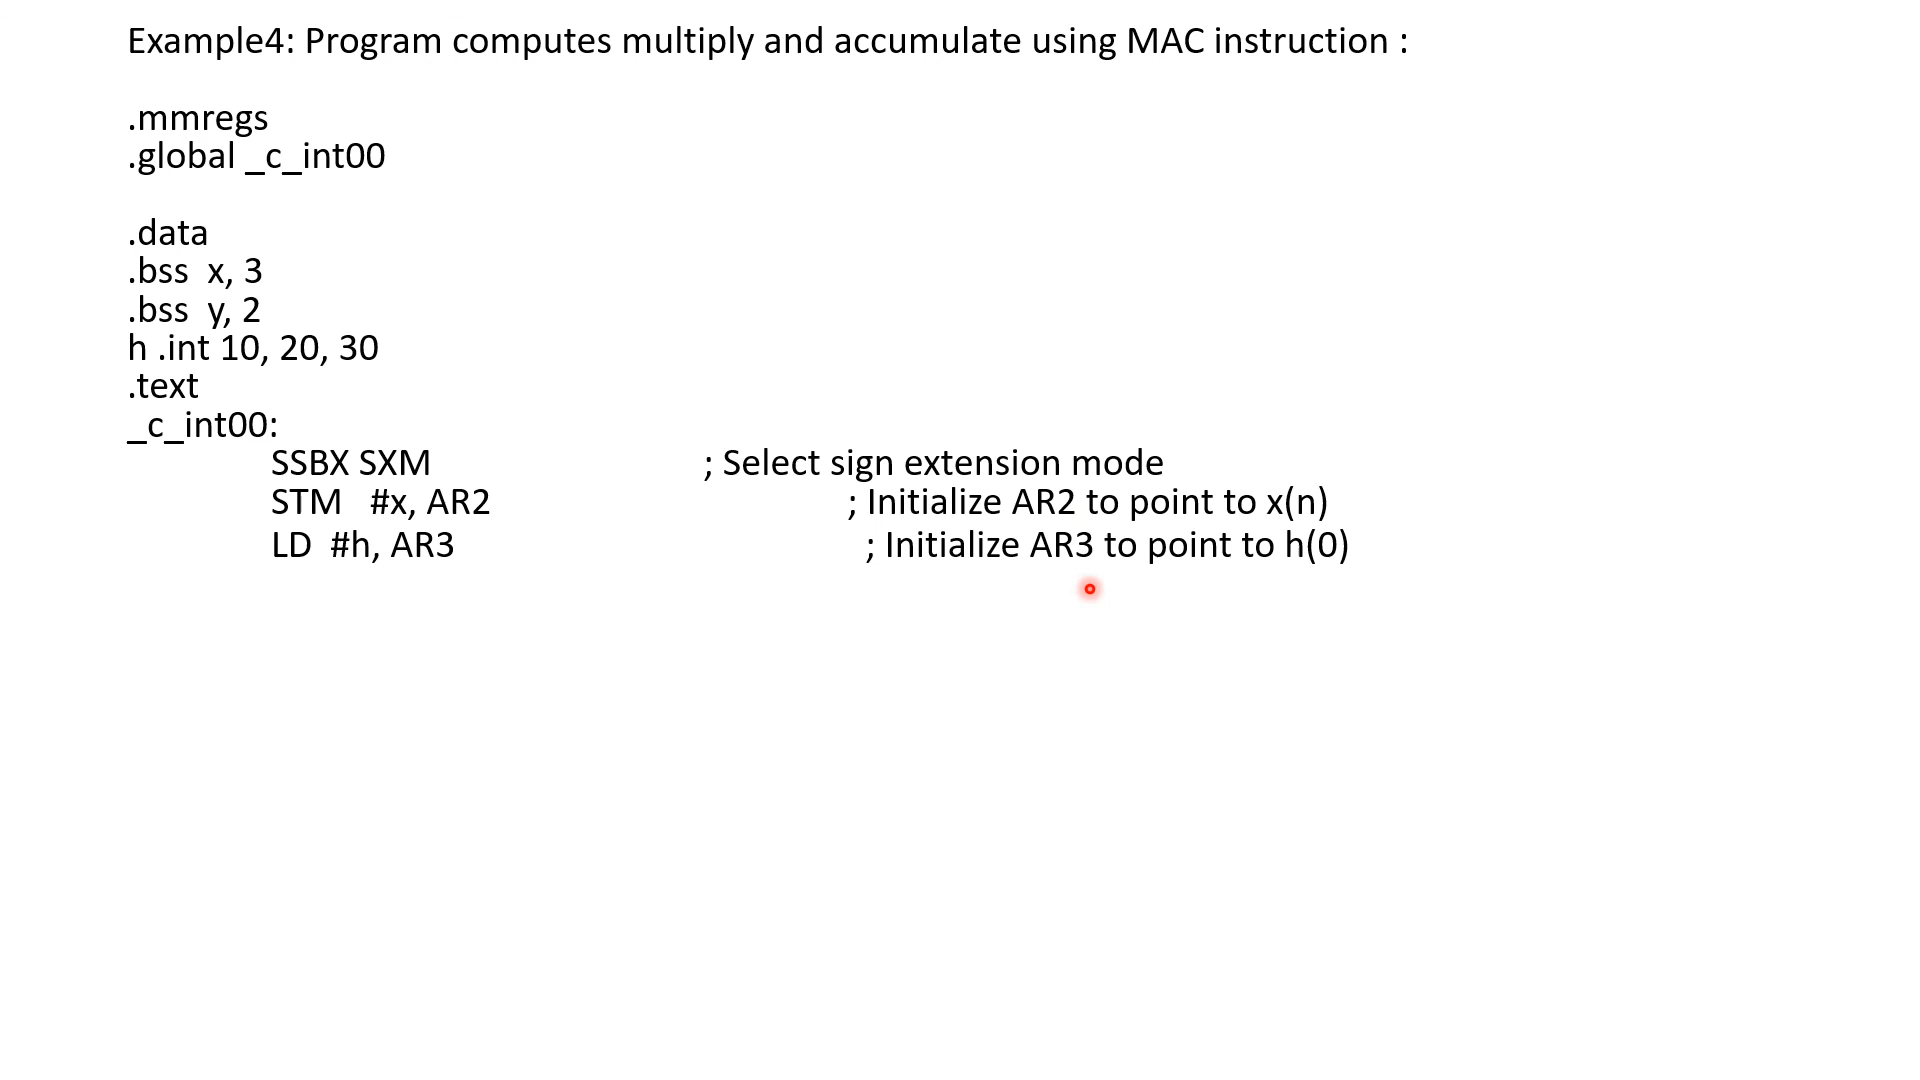 Example4: Program computes multiply and accumulate using MAC instruction :
.mmregs
.global _c_int00
.data
.bss  x, 3
.bss  y, 2
h .int 10, 20, 30
.text
_c_int00:
SSBX SXM ; Select sign extension mode
STM   #x, AR2 ; Initialize AR2 to point to x(n)
LD  #h, AR3 ; Initialize AR3 to point to h(0)